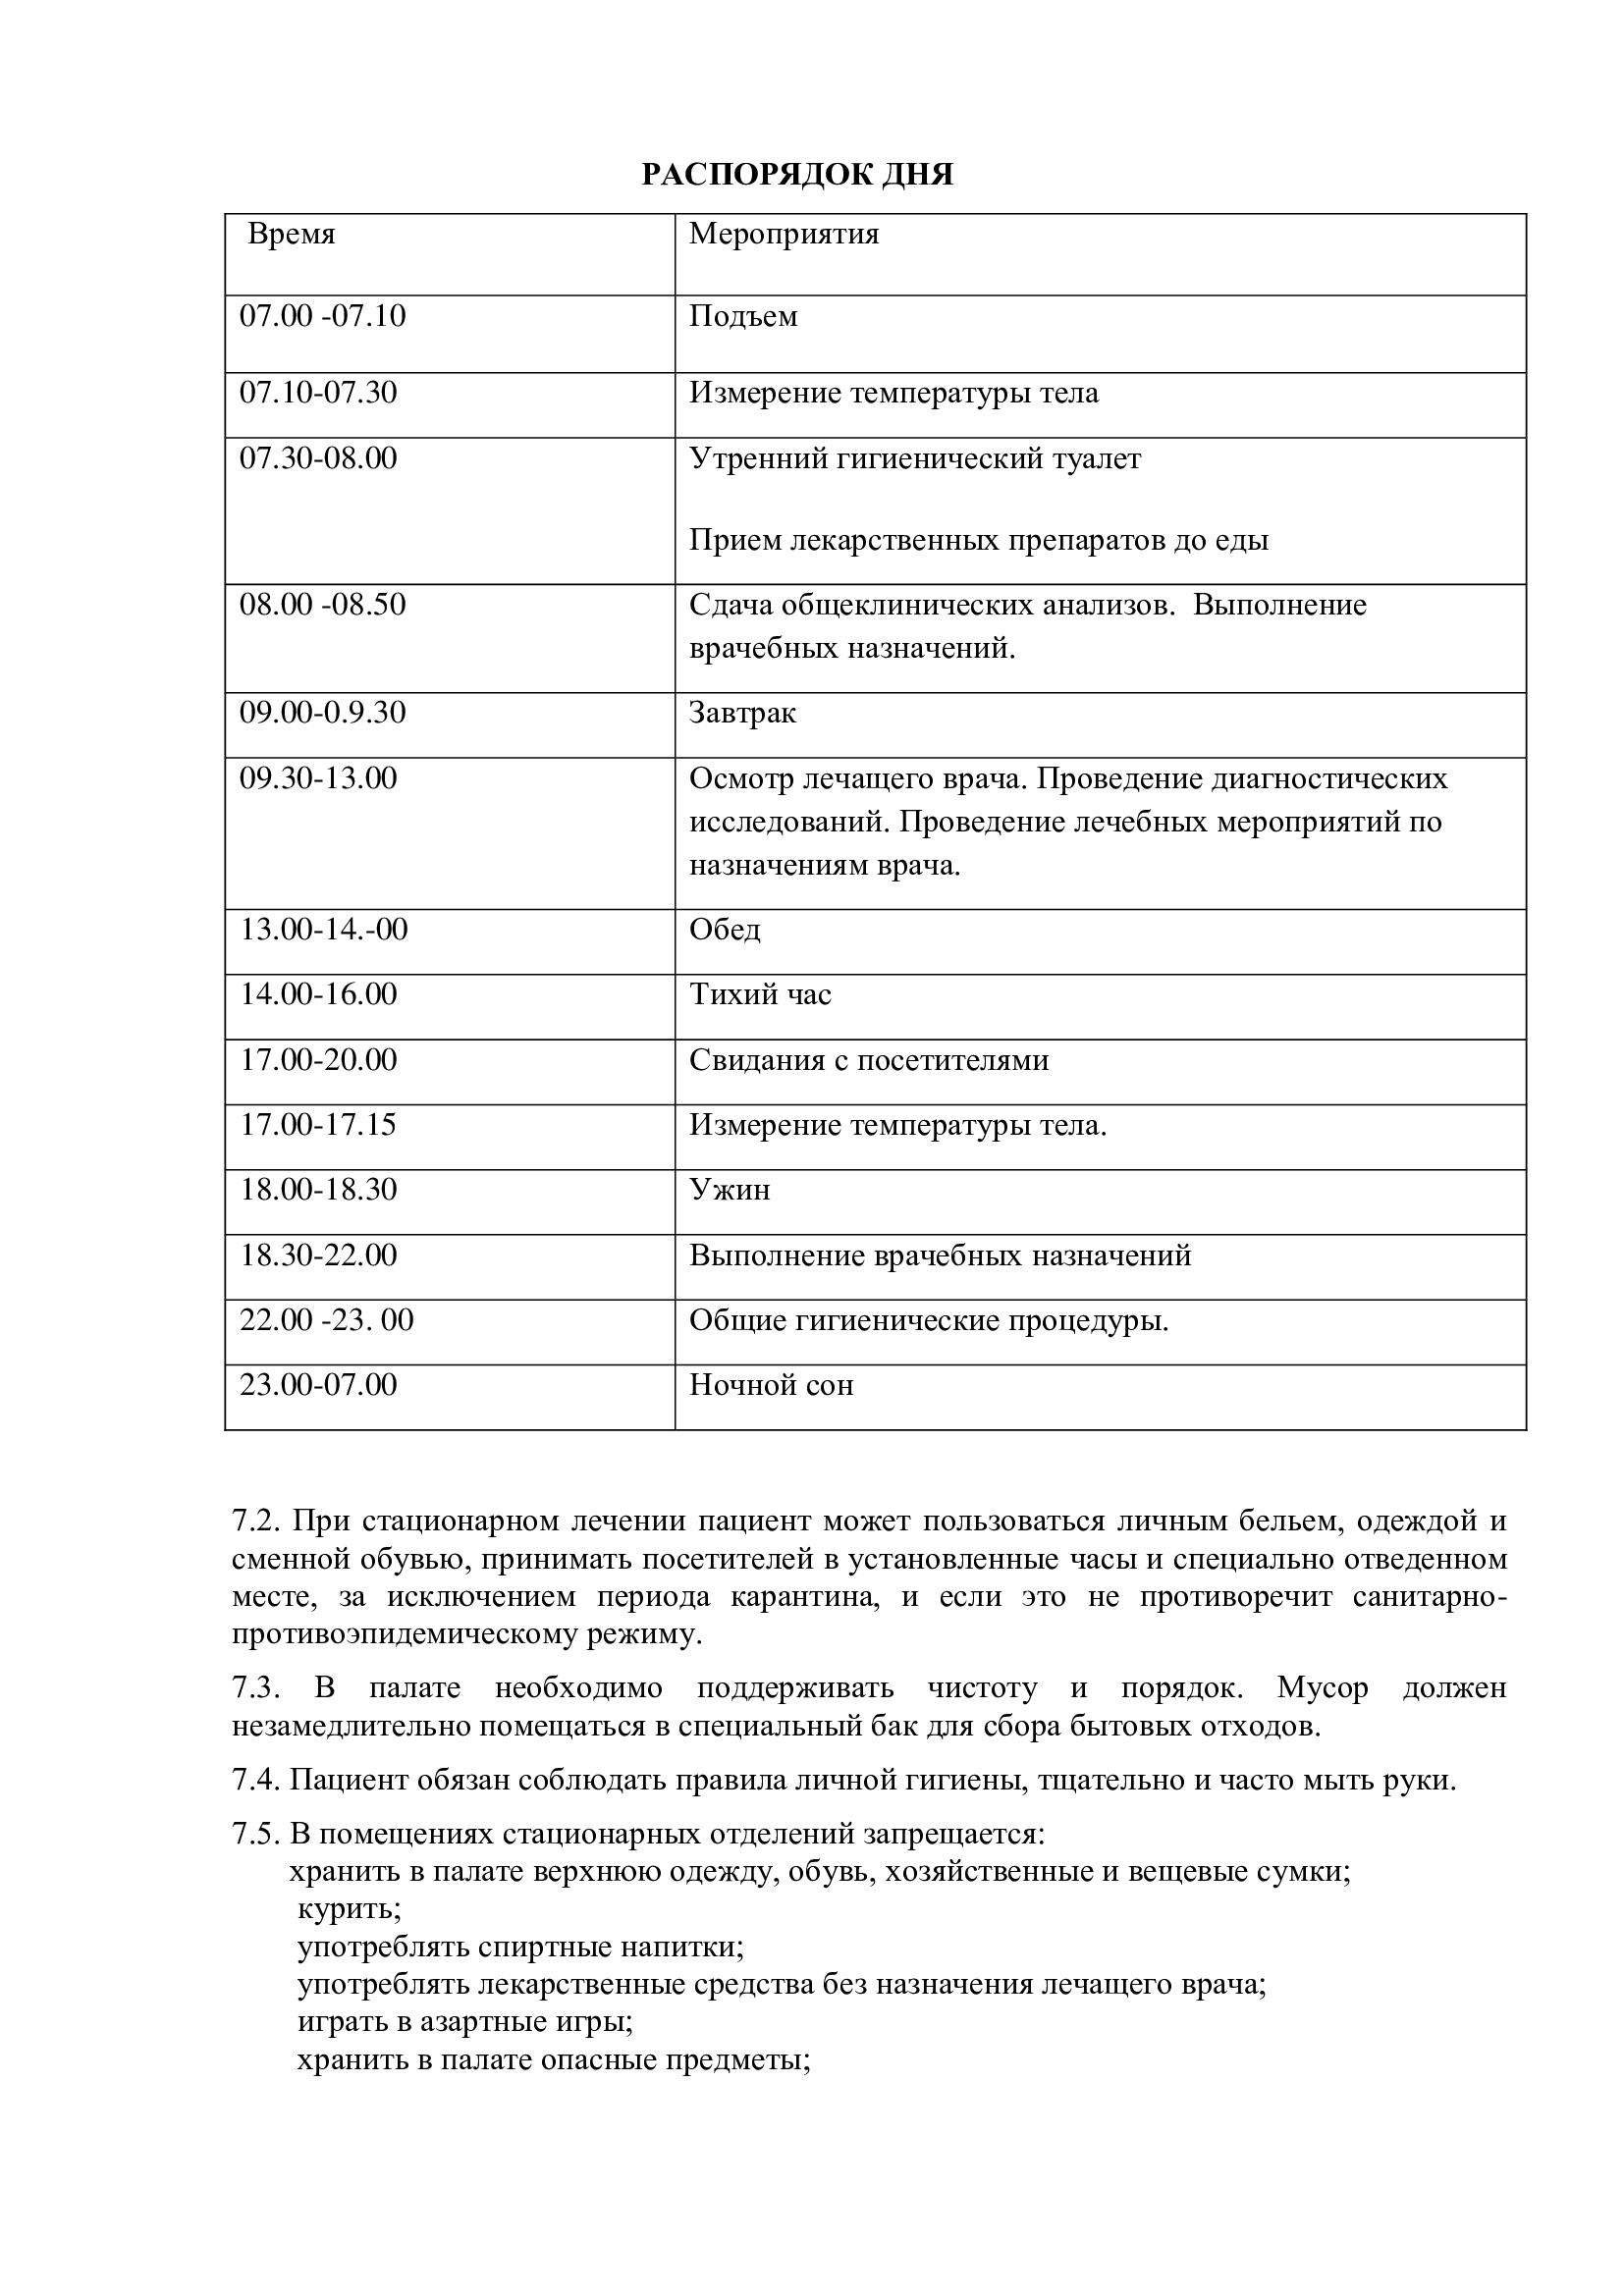 РАСПОРЯДОК ДНЯ
Время Мероприятия
07.00 -07.10 Подъем
07.10-07.30 Измерение температуры тела
07.30-08.00 Утренний гигиенический туалет
Прием лекарственных препаратов до еды
08.00 -08.50 Сдача общеклинических анализов.  Выполнение
врачебных назначений.
09.00-0.9.30 Завтрак
09.30-13.00 Осмотр лечащего врача. Проведение диагностических
исследований. Проведение лечебных мероприятий по
назначениям врача.
13.00-14.-00 Обед
14.00-16.00 Тихий час
17.00-20.00 Свидания с посетителями
17.00-17.15 Измерение температуры тела.
18.00-18.30 Ужин
18.30-22.00 Выполнение врачебных назначений
22.00 -23. 00 Общие гигиенические процедуры.
23.00-07.00 Ночной сон
7.2. При стационарном лечении пациент может пользоваться личным бельем, одеждой и
сменной обувью, принимать посетителей в установленные часы и специально отведенном
месте, за исключением периода карантина, и если это не противоречит санитарно-
противоэпидемическому режиму.
7.3. В палате необходимо поддерживать чистоту и порядок. Мусор должен
незамедлительно помещаться в специальный бак для сбора бытовых отходов.
7.4. Пациент обязан соблюдать правила личной гигиены, тщательно и часто мыть руки.
7.5. В помещениях стационарных отделений запрещается:
хранить в палате верхнюю одежду, обувь, хозяйственные и вещевые сумки;
курить;
употреблять спиртные напитки;
употреблять лекарственные средства без назначения лечащего врача;
играть в азартные игры;
хранить в палате опасные предметы;